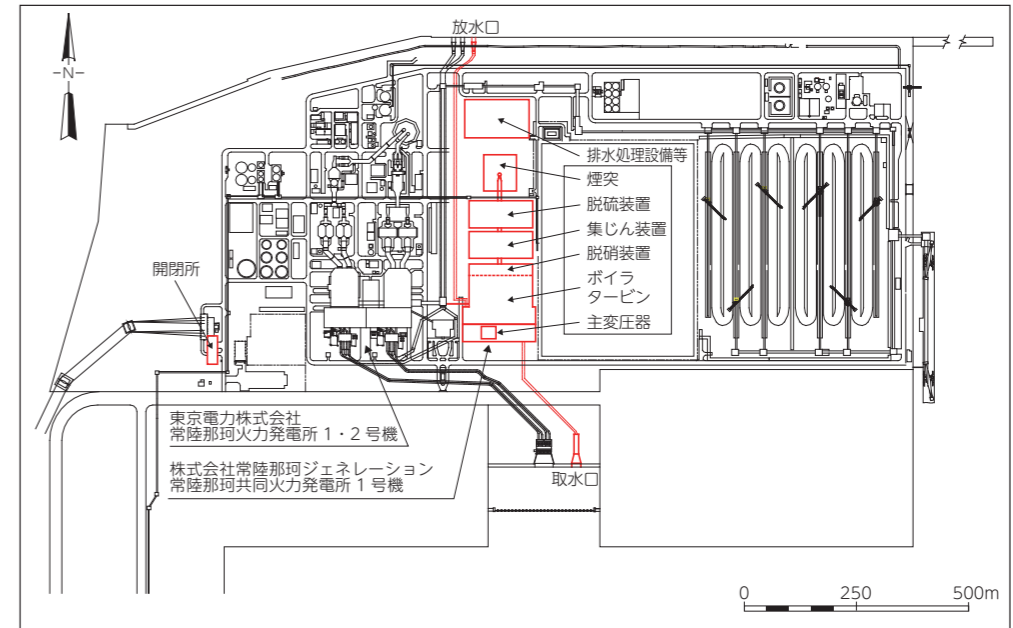 放水口
-N-
排水処理設備等
煙突
脱硫装置
集じん装置
脱硝装置
ボイラ
タービン
主変圧器
開閉所
東京電力株式会社
常陸那珂火力発電所 1・2 号機
株式会社常陸那珂ジェネレーション
常陸那珂共同火力発電所 1 号機
取水口
0 250 500m